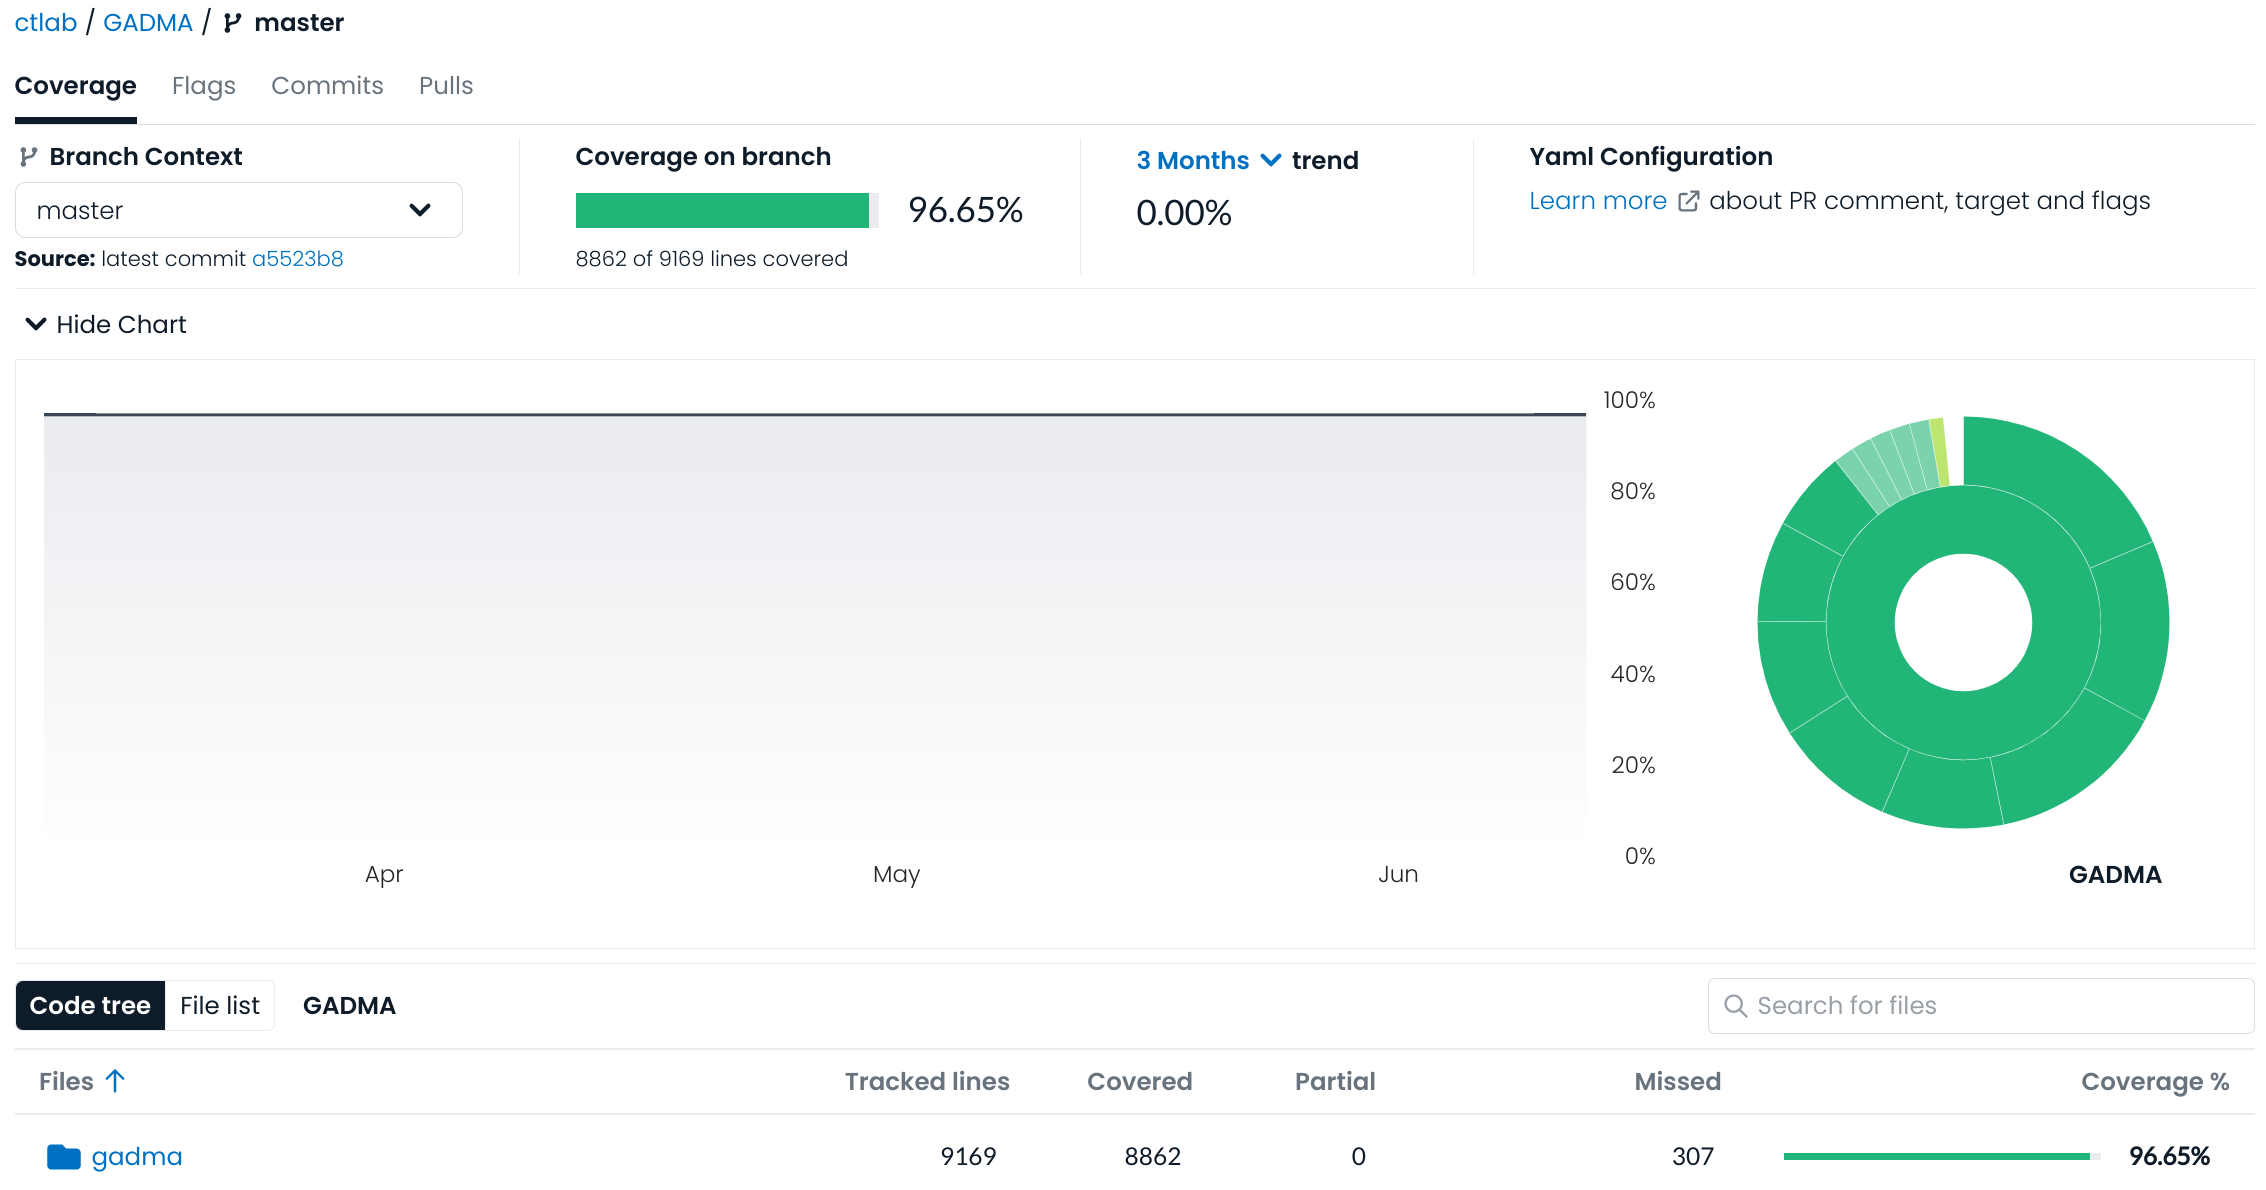 ctlab / GADMA / master
Coverage Flags Commits Pulls
Branch Context
master
Source: latest commit a5523b8
Coverage on branch
96.65%
8862 of 9169 lines covered
3 Months trend
0.00%
Yaml Configuration
Learn more about PR comment, target and flags
Hide Chart
100%
80%
60%
40%
20%
0%
Apr May Jun
GADMA
Code tree File list GADMA
Search for files
Files Tracked lines Covered Partial Missed Coverage %
gadma 9169 8862 0 307 96.65%